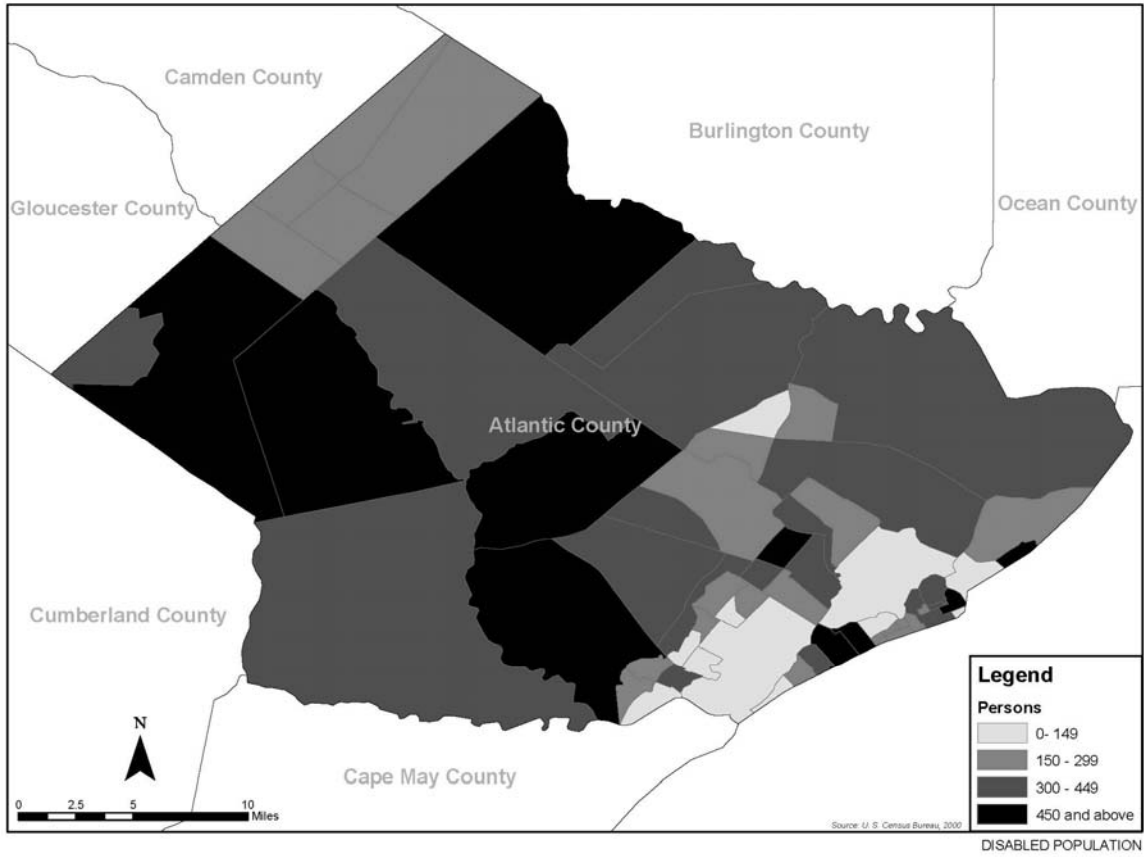 Camden County
Burlington County
Gloucester County
Ocean County
Atlantic County
Cumberland County
Cape May County
N
0 2.5 5 10
Miles
Legend
Persons
0- 149
150 - 299
300 - 449
450 and above
Source: U. S. Census Bureau, 2000
DISABLED POPULATION